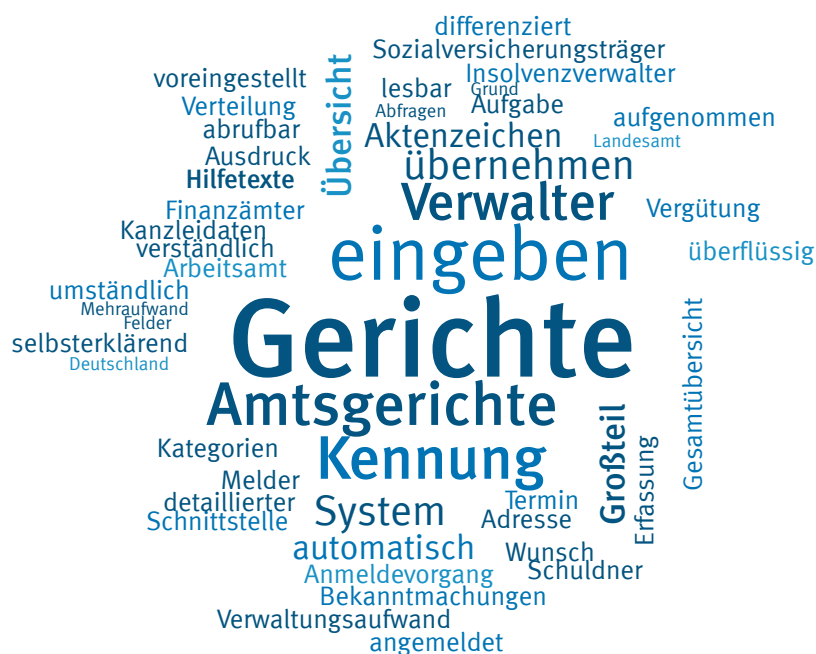 differenziert
Sozialversicherungsträger
Insolvenzverwalter
voreingestellt
lesbar
Grund
Übersicht
Verteilung
Abfragen
Aufgabe
aufgenommen
abrufbar
Aktenzeichen
Landesamt
Ausdruck
übernehmen
Hilfetexte
Verwalter
Finanzämter
Vergütung
Kanzleidaten
verständlich
eingeben
überflüssig
Arbeitsamt
umständlich
Mehraufwand
Felder
selbsterklärend
Deutschland
Gerichte
Gesamtübersicht
Amtsgerichte
Großteil
Erfassung
Kategorien
Kennung
Melder
detaillierter
Schnittstelle
System
Termin
Adresse
automatisch
Wunsch
Schuldner
Anmeldevorgang
Bekanntmachungen
Verwaltungsaufwand
angemeldet